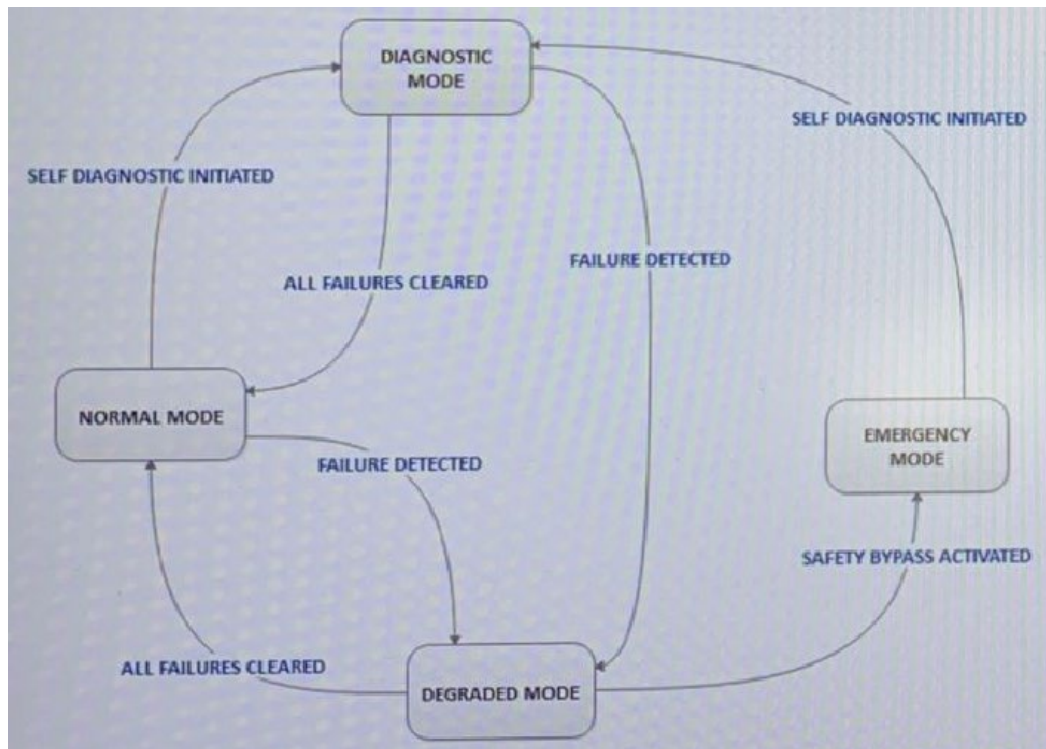 DIAGNOSTIC
MODE
SELF DIAGNOSTIC INITIATED
SELF DIAGNOSTIC INITIATED
FAILURE DETECTED
ALL FAILURES CLEARED
NORMAL MODE
EMERGENCY
MODE
FAILURE DETECTED
SAFETY BYPASS ACTIVATED
ALL FAILURES CLEARED
DEGRADED MODE